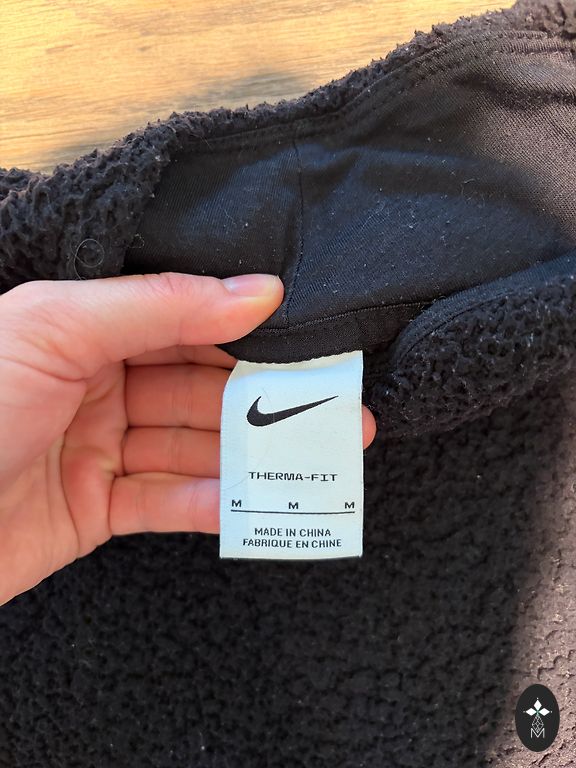 THERMA-FIT
M M M
MADE IN CHINA
FABRIQUE EN CHINE
M